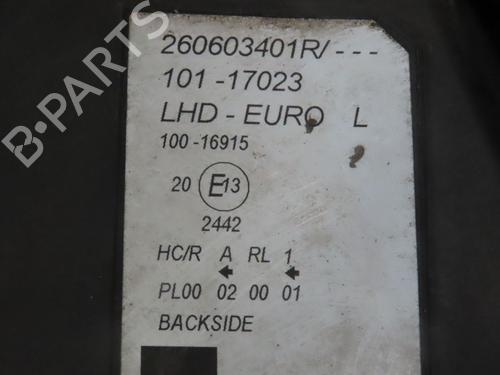 260603401R/---
101 -17023
LHD - EURO L
100 -16915
20 E13
2442
HC/R A RL 1
PL00 02 00 01
BACKSIDE
B-PARTS